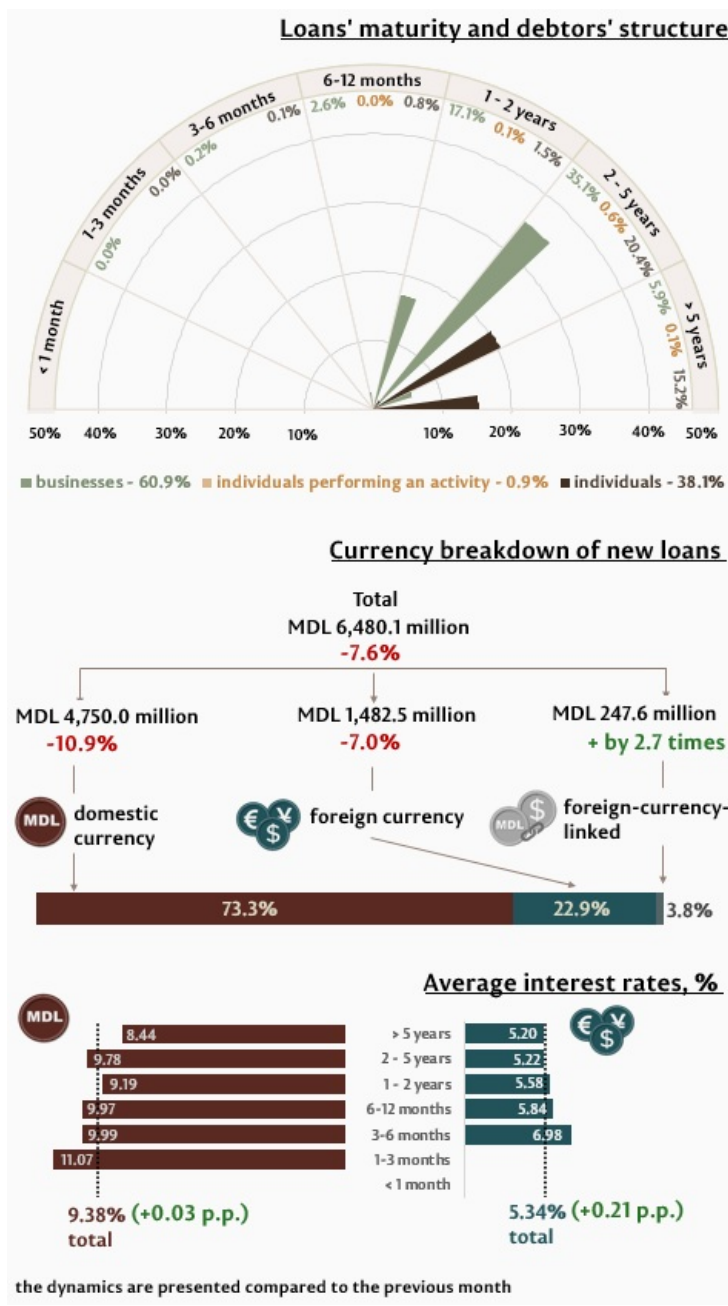 Loans' maturity and debtors' structure
< 1 month
1-3 months
3-6 months
6-12 months
1 - 2 years
2 - 5 years
> 5 years
0.0%
0.0%
0.2%
0.1%
2.6%
0.0%
0.8%
17.1%
0.1%
1.5%
35.1%
0.6%
20.4%
5.9%
0.1%
15.2%
50% 40% 30% 20% 10% 10% 20% 30% 40% 50%
businesses - 60.9% individuals performing an activity - 0.9% individuals - 38.1%
Currency breakdown of new loans
Total
MDL 6,480.1 million
-7.6%
MDL 4,750.0 million MDL 1,482.5 million MDL 247.6 million
-10.9% -7.0% + by 2.7 times
MDL domestic currency
€ ¥ $ foreign currency
MDL $ foreign-currency-linked
73.3% 22.9% 3.8%
Average interest rates, %
MDL € ¥ $
8.44 > 5 years 5.20
9.78 2 - 5 years 5.22
9.19 1 - 2 years 5.58
9.97 6-12 months 5.84
9.99 3-6 months 6.98
11.07 1-3 months
< 1 month
9.38% (+0.03 p.p.) 5.34% (+0.21 p.p.)
total total
the dynamics are presented compared to the previous month